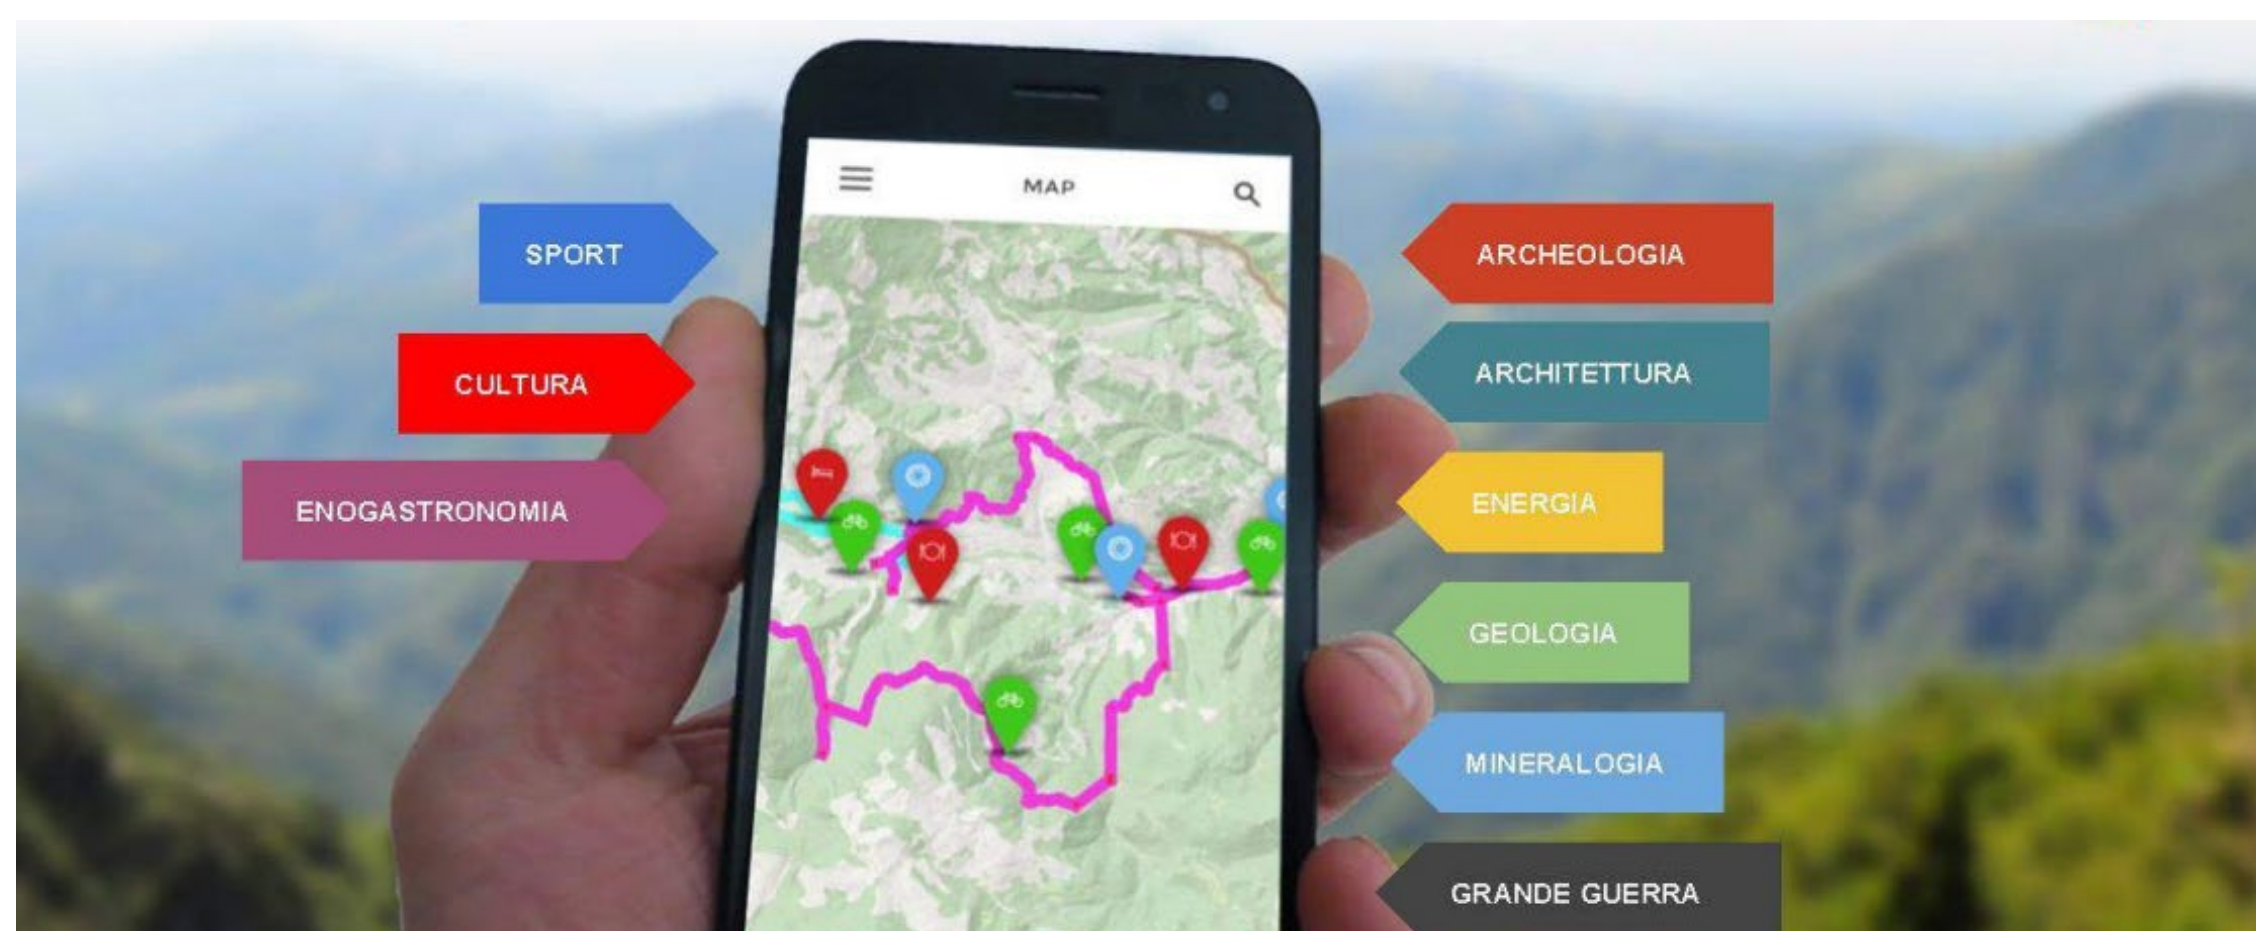 MAP
SPORT
CULTURA
ENOGASTRONOMIA
ARCHEOLOGIA
ARCHITETTURA
ENERGIA
GEOLOGIA
MINERALOGIA
GRANDE GUERRA